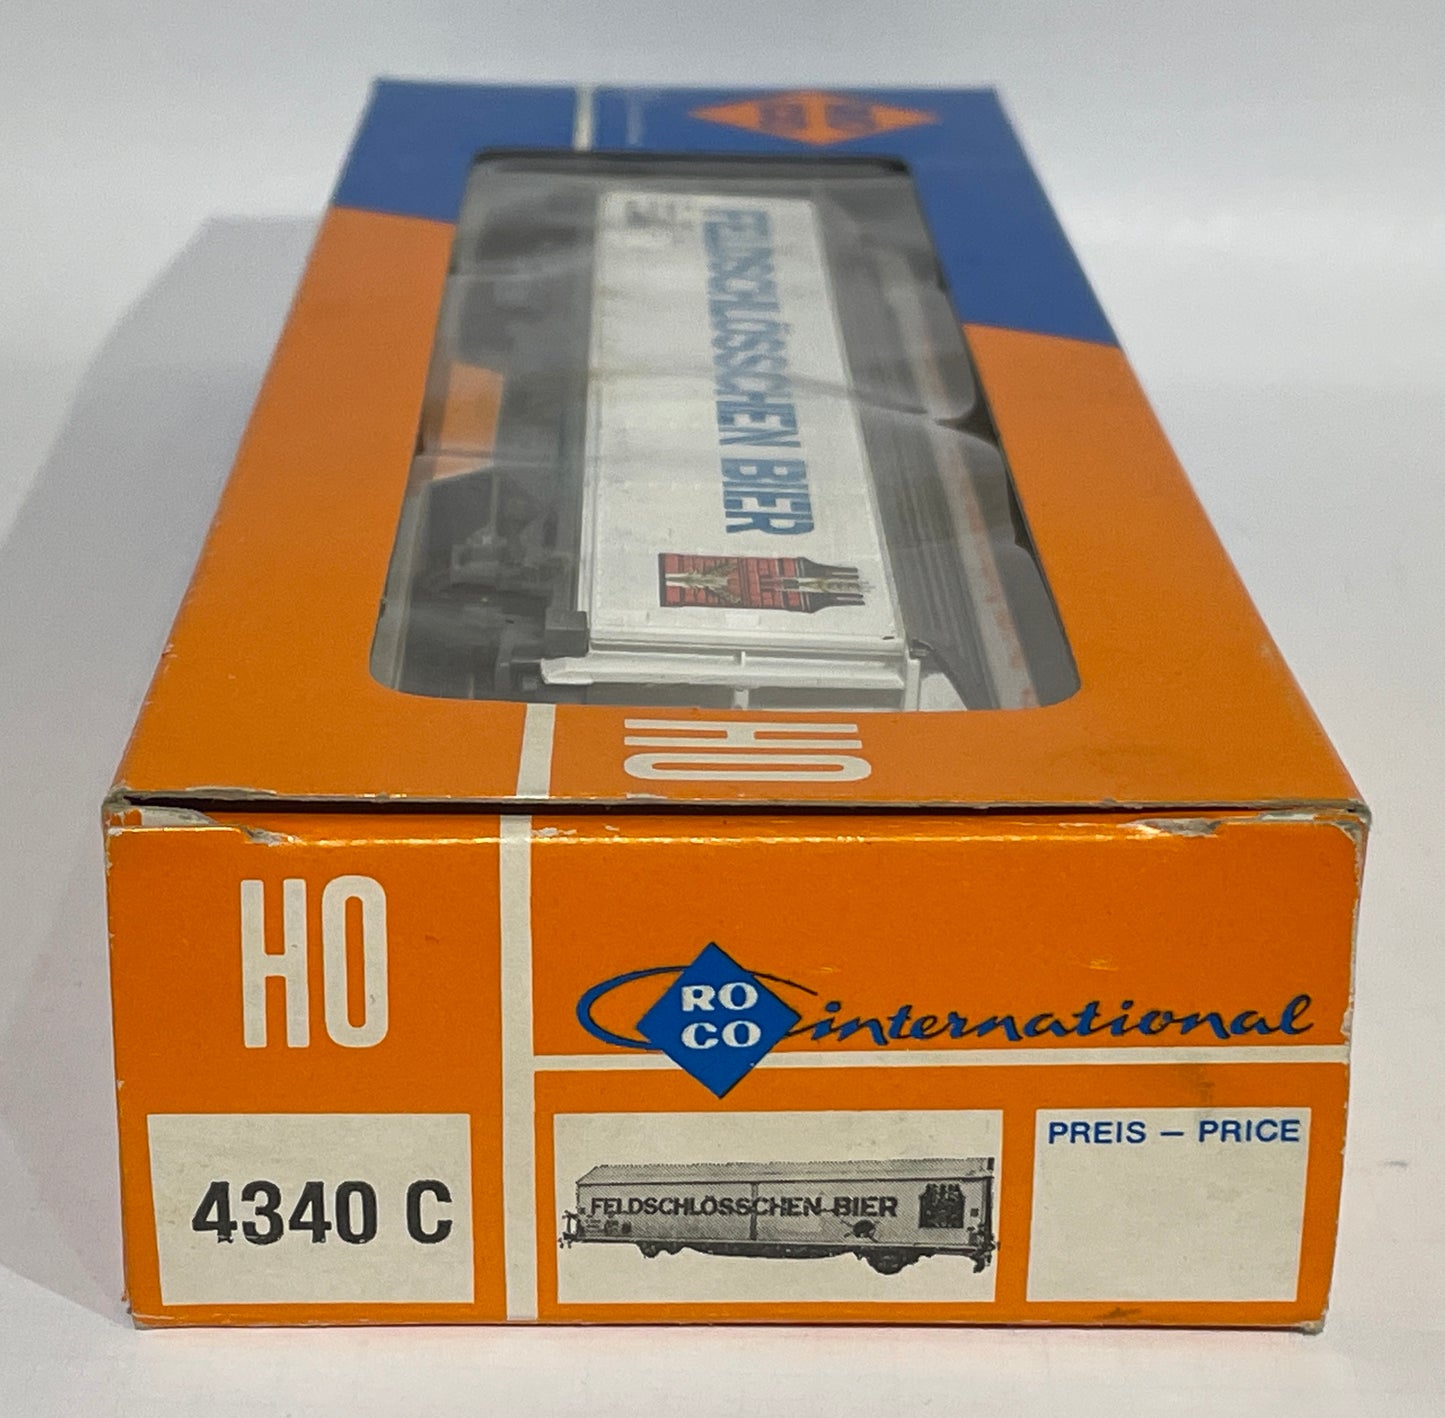 FELDSCHLÖSSCHEN BIER
HO
HO
RO
CO
international
4340 C
FELDSCHLÖSSCHEN BIER
PREIS – PRICE